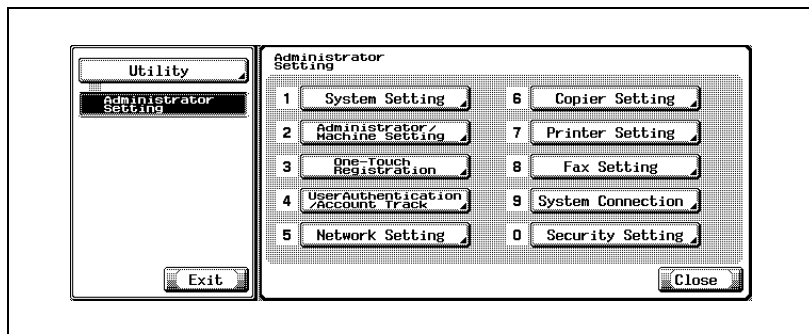 Utility
Administrator
Setting
Exit
Administrator
Setting
1 System Setting
2 Administrator/
Machine Setting
3 One-Touch
Registration
4 UserAuthentication
/Account Track
5 Network Setting
6 Copier Setting
7 Printer Setting
8 Fax Setting
9 System Connection
0 Security Setting
Close